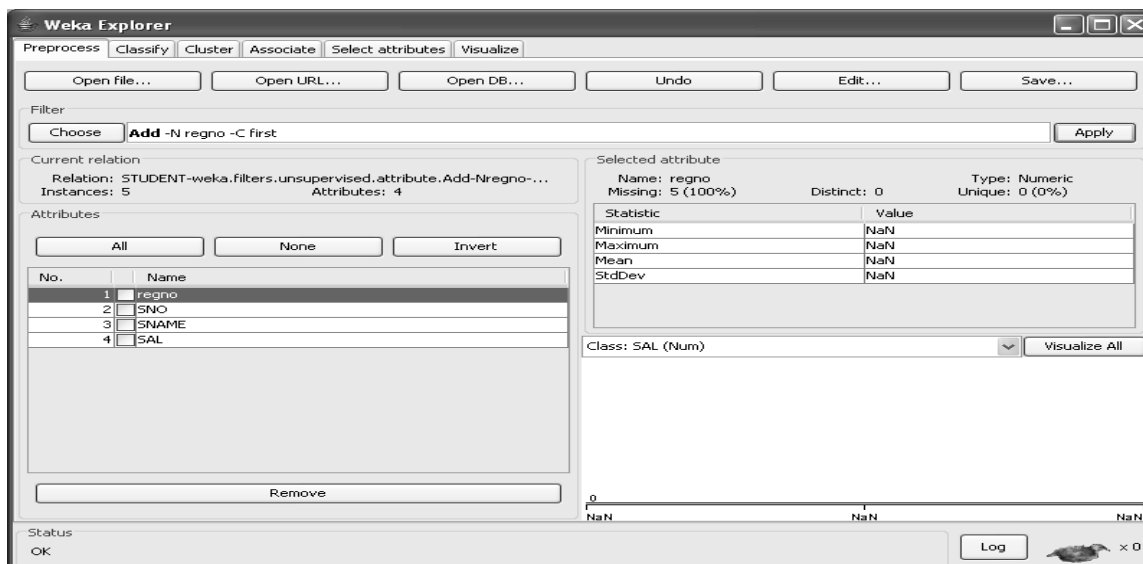 Weka Explorer
Preprocess Classify Cluster Associate Select attributes Visualize
Open file... Open URL... Open DB... Undo Edit... Save...
Filter
Choose Add -N regno -C first Apply
Current relation
Relation: STUDENT-weka.filters.unsupervised.attribute.Add-Nregno-...
Instances: 5 Attributes: 4
Attributes
All None Invert
No. Name
1 regno
2 SNO
3 SNAME
4 SAL
Remove
Selected attribute
Name: regno Type: Numeric
Missing: 5 (100%) Distinct: 0 Unique: 0 (0%)
Statistic Value
Minimum NaN
Maximum NaN
Mean NaN
StdDev NaN
Class: SAL (Num) Visualize All
0
NaN NaN NaN
Status
OK Log x 0